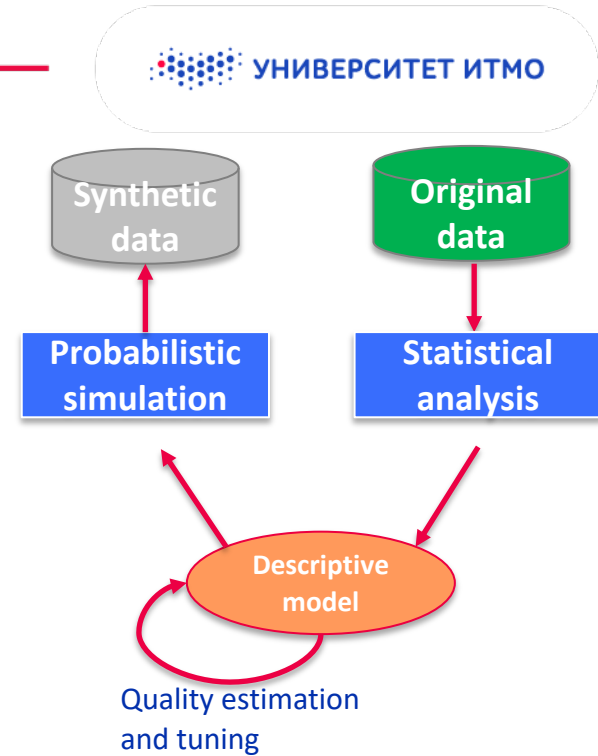 УНИВЕРСИТЕТ ИТМО
Synthetic
data
Original
data
Probabilistic
simulation
Statistical
analysis
Descriptive
model
Quality estimation
and tuning